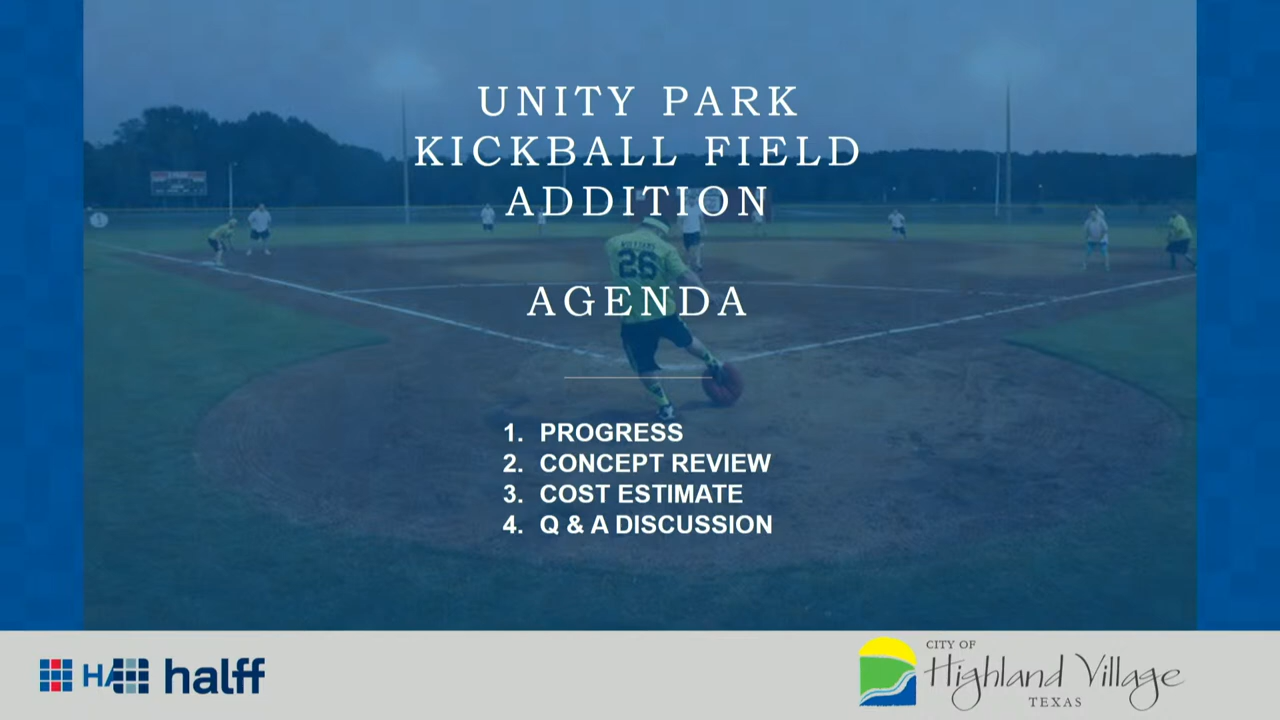 UNITY PARK
KICKBALL FIELD
ADDITION
AGENDA
26
1. PROGRESS
2. CONCEPT REVIEW
3. COST ESTIMATE
4. Q & A DISCUSSION
halff
CITY OF
Highland Village
TEXAS